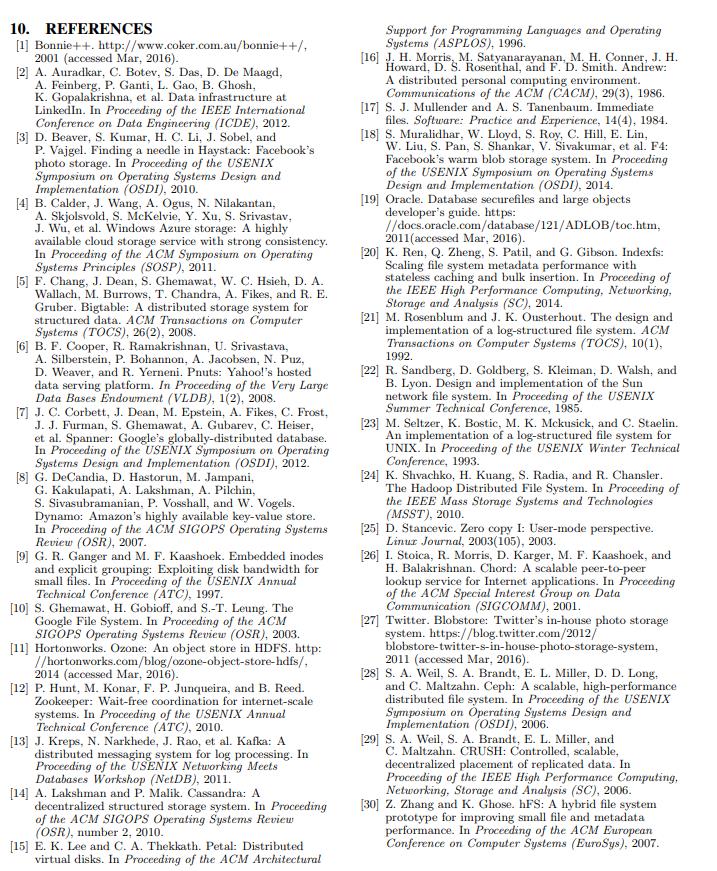 10. REFERENCES
[1] Bonnie++. http://www.coker.com.au/bonnie++/,
2001 (accessed Mar, 2016).
[2] A. Auradkar, C. Botev, S. Das, D. De Maagd,
A. Feinberg, P. Ganti, L. Gao, B. Ghosh,
K. Gopalakrishna, et al. Data infrastructure at
LinkedIn. In Proceeding of the IEEE International
Conference on Data Engineering (ICDE), 2012.
[3] D. Beaver, S. Kumar, H. C. Li, J. Sobel, and
P. Vajgel. Finding a needle in Haystack: Facebook's
photo storage. In Proceeding of the USENIX
Symposium on Operating Systems Design and
Implementation (OSDI), 2010.
[4] B. Calder, J. Wang, A. Ogus, N. Nilakantan,
A. Skjolsvold, S. McKelvie, Y. Xu, S. Srivastav,
J. Wu, et al. Windows Azure storage: A highly
available cloud storage service with strong consistency.
In Proceeding of the ACM Symposium on Operating
Systems Principles (SOSP), 2011.
[5] F. Chang, J. Dean, S. Ghemawat, W. C. Hsieh, D. A.
Wallach, M. Burrows, T. Chandra, A. Fikes, and R. E.
Gruber. Bigtable: A distributed storage system for
structured data. ACM Transactions on Computer
Systems (TOCS), 26(2), 2008.
[6] B. F. Cooper, R. Ramakrishnan, U. Srivastava,
A. Silberstein, P. Bohannon, A. Jacobsen, N. Puz,
D. Weaver, and R. Yerneni. Pnuts: Yahoo!'s hosted
data serving platform. In Proceeding of the Very Large
Data Bases Endowment (VLDB), 1(2), 2008.
[7] J. C. Corbett, J. Dean, M. Epstein, A. Fikes, C. Frost,
J. J. Furman, S. Ghemawat, A. Gubarev, C. Heiser,
et al. Spanner: Google's globally-distributed database.
In Proceeding of the USENIX Symposium on Operating
Systems Design and Implementation (OSDI), 2012.
[8] G. DeCandia, D. Hastorun, M. Jampani,
G. Kakulapati, A. Lakshman, A. Pilchin,
S. Sivasubramanian, P. Vosshall, and W. Vogels.
Dynamo: Amazon's highly available key-value store.
In Proceeding of the ACM SIGOPS Operating Systems
Review (OSR), 2007.
[9] G. R. Ganger and M. F. Kaashoek. Embedded inodes
and explicit grouping: Exploiting disk bandwidth for
small files. In Proceeding of the USENIX Annual
Technical Conference (ATC), 1997.
[10] S. Ghemawat, H. Gobioff, and S.-T. Leung. The
Google File System. In Proceeding of the ACM
SIGOPS Operating Systems Review (OSR), 2003.
[11] Hortonworks. Ozone: An object store in HDFS. http:
//hortonworks.com/blog/ozone-object-store-hdfs/,
2014 (accessed Mar, 2016).
[12] P. Hunt, M. Konar, F. P. Junqueira, and B. Reed.
Zookeeper: Wait-free coordination for internet-scale
systems. In Proceeding of the USENIX Annual
Technical Conference (ATC), 2010.
[13] J. Kreps, N. Narkhede, J. Rao, et al. Kafka: A
distributed messaging system for log processing. In
Proceeding of the USENIX Networking Meets
Databases Workshop (NetDB), 2011.
[14] A. Lakshman and P. Malik. Cassandra: A
decentralized structured storage system. In Proceeding
of the ACM SIGOPS Operating Systems Review
(OSR), number 2, 2010.
[15] E. K. Lee and C. A. Thekkath. Petal: Distributed
virtual disks. In Proceeding of the ACM Architectural
Support for Programming Languages and Operating
Systems (ASPLOS), 1996.
[16] J. H. Morris, M. Satyanarayanan, M. H. Conner, J. H.
Howard, D. S. Rosenthal, and F. D. Smith. Andrew:
A distributed personal computing environment.
Communications of the ACM (CACM), 29(3), 1986.
[17] S. J. Mullender and A. S. Tanenbaum. Immediate
files. Software: Practice and Experience, 14(4), 1984.
[18] S. Muralidhar, W. Lloyd, S. Roy, C. Hill, E. Lin,
W. Liu, S. Pan, S. Shankar, V. Sivakumar, et al. F4:
Facebook's warm blob storage system. In Proceeding
of the USENIX Symposium on Operating Systems
Design and Implementation (OSDI), 2014.
[19] Oracle. Database securefiles and large objects
developer's guide. https:
//docs.oracle.com/database/121/ADLOB/toc.htm,
2011(accessed Mar, 2016).
[20] K. Ren, Q. Zheng, S. Patil, and G. Gibson. Indexfs:
Scaling file system metadata performance with
stateless caching and bulk insertion. In Proceeding of
the IEEE High Performance Computing, Networking,
Storage and Analysis (SC), 2014.
[21] M. Rosenblum and J. K. Ousterhout. The design and
implementation of a log-structured file system. ACM
Transactions on Computer Systems (TOCS), 10(1),
1992.
[22] R. Sandberg, D. Goldberg, S. Kleiman, D. Walsh, and
B. Lyon. Design and implementation of the Sun
network file system. In Proceeding of the USENIX
Summer Technical Conference, 1985.
[23] M. Seltzer, K. Bostic, M. K. Mckusick, and C. Staelin.
An implementation of a log-structured file system for
UNIX. In Proceeding of the USENIX Winter Technical
Conference, 1993.
[24] K. Shvachko, H. Kuang, S. Radia, and R. Chansler.
The Hadoop Distributed File System. In Proceeding of
the IEEE Mass Storage Systems and Technologies
(MSST), 2010.
[25] D. Stancevic. Zero copy I: User-mode perspective.
Linux Journal, 2003(105), 2003.
[26] I. Stoica, R. Morris, D. Karger, M. F. Kaashoek, and
H. Balakrishnan. Chord: A scalable peer-to-peer
lookup service for Internet applications. In Proceeding
of the ACM Special Interest Group on Data
Communication (SIGCOMM), 2001.
[27] Twitter. Blobstore: Twitter's in-house photo storage
system. https://blog.twitter.com/2012/
blobstore-twitter-s-in-house-photo-storage-system,
2011 (accessed Mar, 2016).
[28] S. A. Weil, S. A. Brandt, E. L. Miller, D. D. Long,
and C. Maltzahn. Ceph: A scalable, high-performance
distributed file system. In Proceeding of the USENIX
Symposium on Operating Systems Design and
Implementation (OSDI), 2006.
[29] S. A. Weil, S. A. Brandt, E. L. Miller, and
C. Maltzahn. CRUSH: Controlled, scalable,
decentralized placement of replicated data. In
Proceeding of the IEEE High Performance Computing,
Networking, Storage and Analysis (SC), 2006.
[30] Z. Zhang and K. Ghose. hFS: A hybrid file system
prototype for improving small file and metadata
performance. In Proceeding of the ACM European
Conference on Computer Systems (EuroSys), 2007.